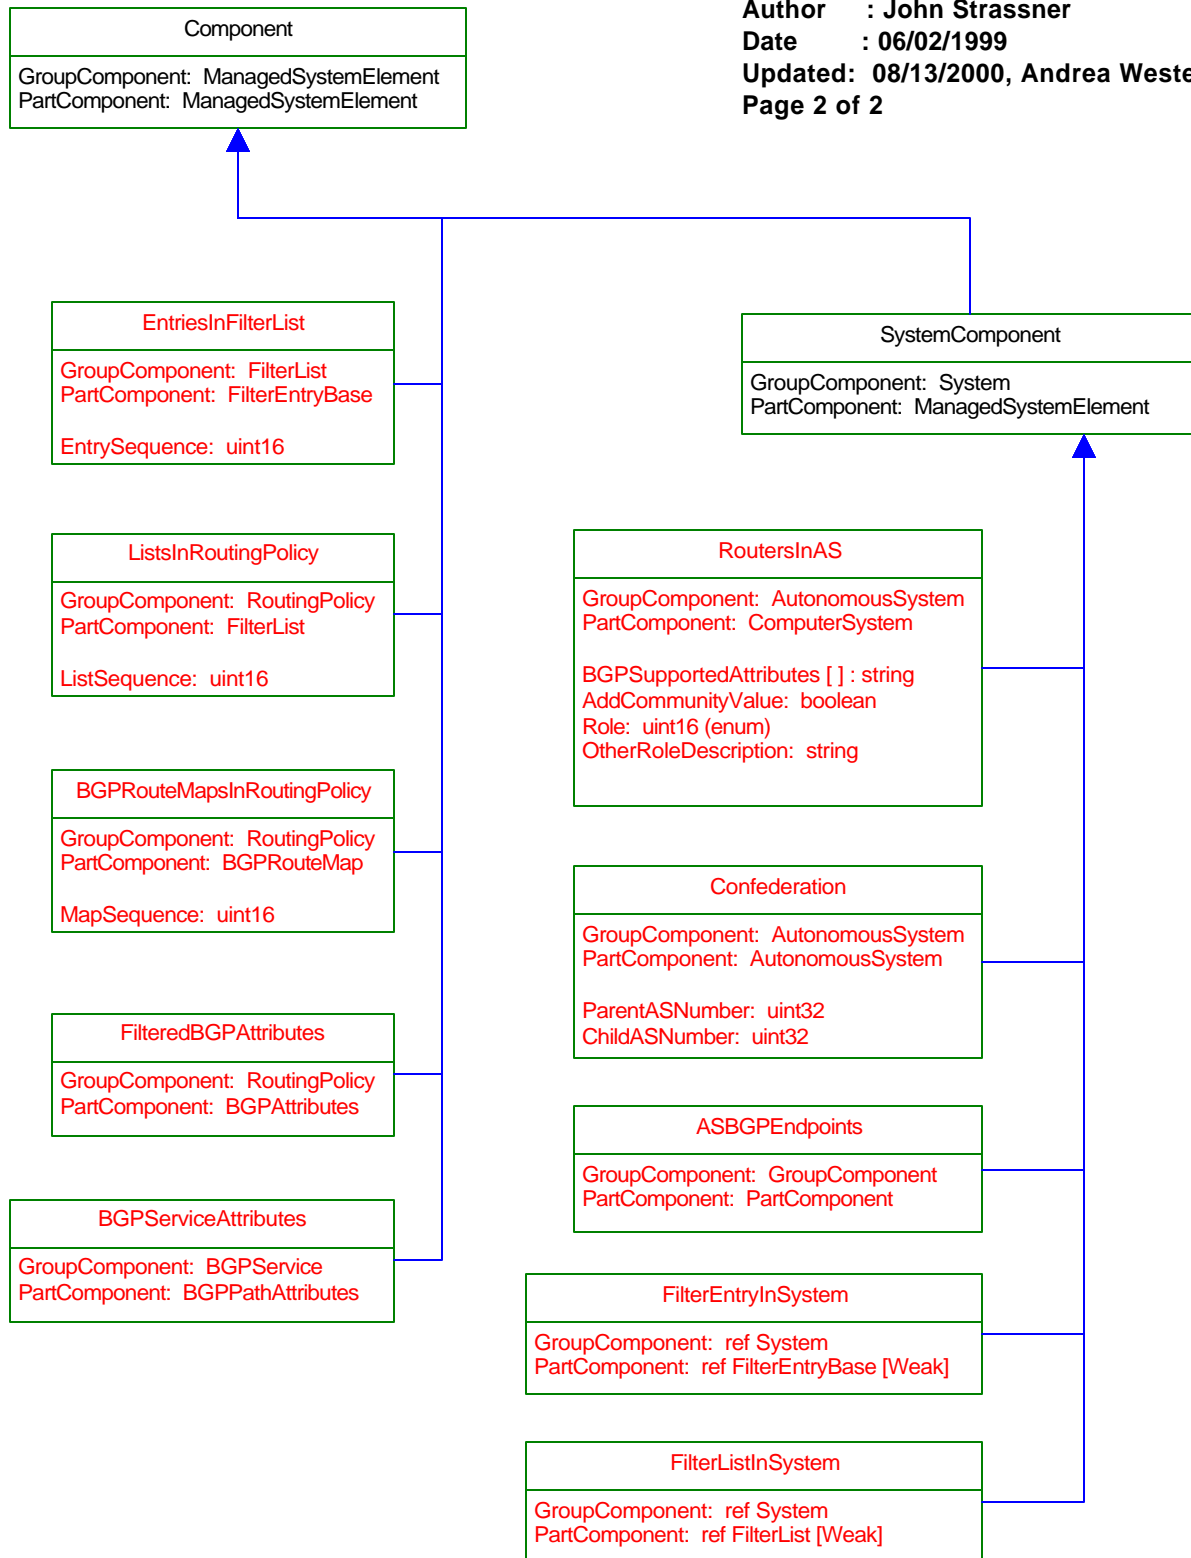 Author : John Strassner
Date : 06/02/1999
Updated: 08/13/2000, Andrea
Page 2 of 2
Component
GroupComponent: ManagedSystemElement
PartComponent: ManagedSystemElement
EntriesInFilterList
GroupComponent: FilterList
PartComponent: FilterEntryBase
EntrySequence: uint16
ListsInRoutingPolicy
GroupComponent: RoutingPolicy
PartComponent: FilterList
ListSequence: uint16
BGPRouteMapsInRoutingPolicy
GroupComponent: RoutingPolicy
PartComponent: BGPRouteMap
MapSequence: uint16
FilteredBGPAttributes
GroupComponent: RoutingPolicy
PartComponent: BGPAttributes
BGPServiceAttributes
GroupComponent: BGPService
PartComponent: BGPPathAttributes
SystemComponent
GroupComponent: System
PartComponent: ManagedSystemElement
RoutersInAS
GroupComponent: AutonomousSystem
PartComponent: ComputerSystem
BGPSupportedAttributes [ ] : string
AddCommunityValue: boolean
Role: uint16 (enum)
OtherRoleDescription: string
Confederation
GroupComponent: AutonomousSystem
PartComponent: AutonomousSystem
ParentASNumber: uint32
ChildASNumber: uint32
ASBGPEndpoints
GroupComponent: GroupComponent
PartComponent: PartComponent
FilterEntryInSystem
GroupComponent: ref System
PartComponent: ref FilterEntryBase [Weak]
FilterListInSystem
GroupComponent: ref System
PartComponent: ref FilterList [Weak]